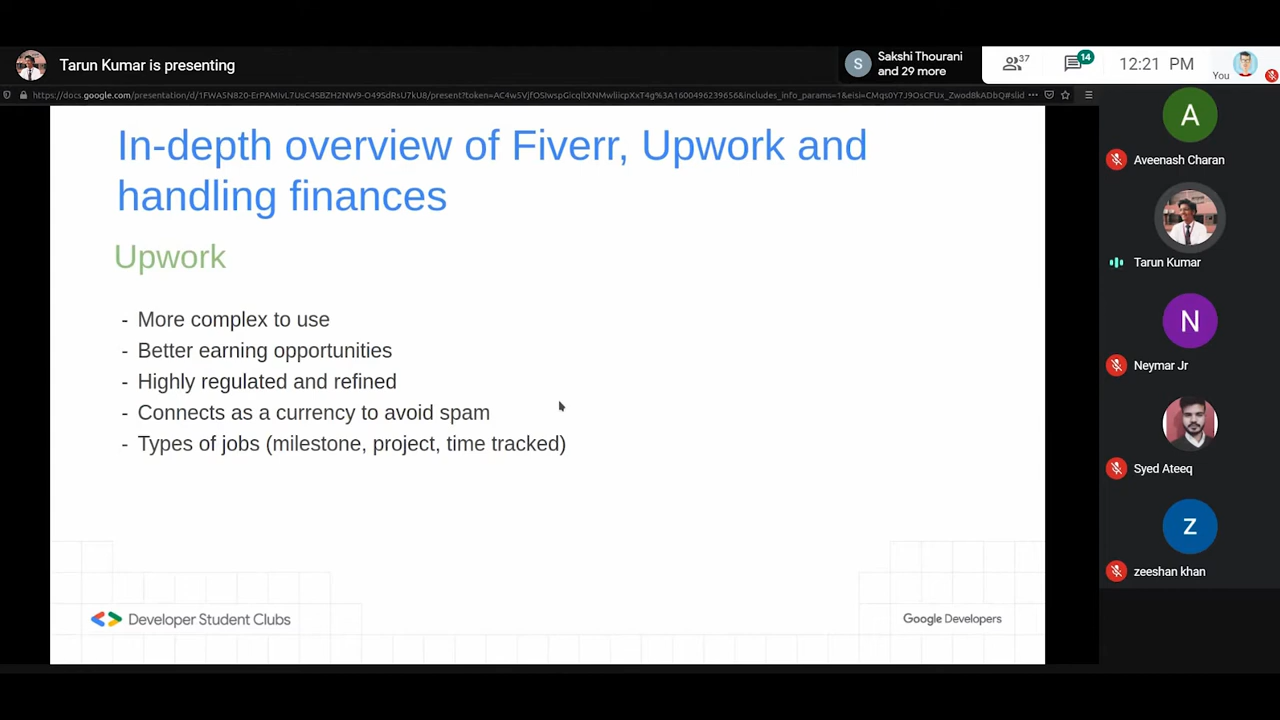 Tarun Kumar is presenting
S
Sakshi Thourani
and 29 more
37
14
12:21 PM
You
In-depth overview of Fiverr, Upwork and
handling finances
Upwork
- More complex to use
- Better earning opportunities
- Highly regulated and refined
- Connects as a currency to avoid spam
- Types of jobs (milestone, project, time tracked)
Developer Student Clubs
Google Developers
A
Aveenash Charan
Tarun Kumar
N
Neymar Jr
Syed Ateeq
Z
zeeshan khan